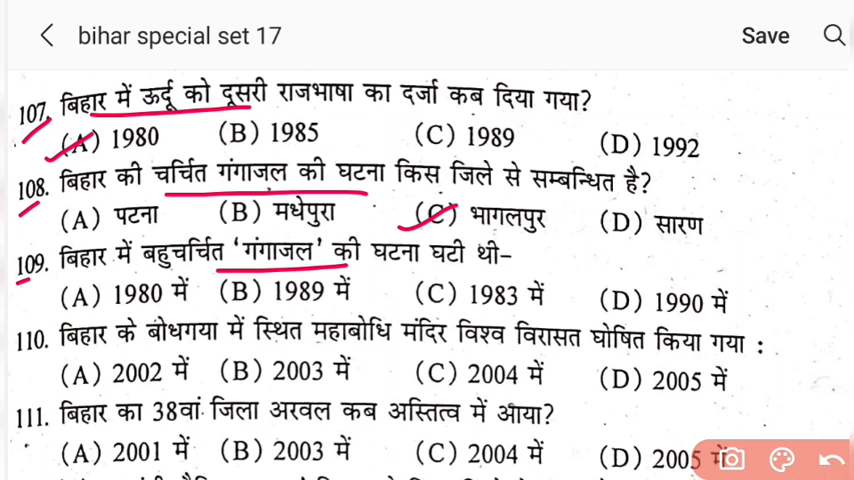 bihar special set 17
Save
107. बिहार में ऊर्दू को दूसरी राजभाषा का दर्जा कब दिया गया?
(A) 1980 (B) 1985 (C) 1989 (D) 1992
108. बिहार की चर्चित गंगाजल की घटना किस जिले से सम्बन्धित है?
(A) पटना (B) मधेपुरा (C) भागलपुर (D) सारण
109. बिहार में बहुचर्चित ‘गंगाजल’ की घटना घटी थी–
(A) 1980 में (B) 1989 में (C) 1983 में (D) 1990 में
110. बिहार के बोधगया में स्थित महाबोधि मंदिर विश्व विरासत घोषित किया गया :
(A) 2002 में (B) 2003 में (C) 2004 में (D) 2005 में
111. बिहार का 38वां जिला अरवल कब अस्तित्व में आया?
(A) 2001 में (B) 2003 में (C) 2004 में (D) 2005 में